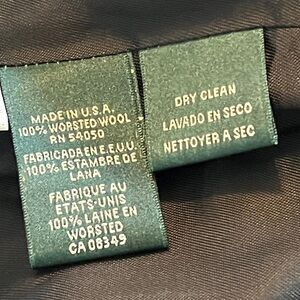 MADE IN U.S.A.
100% WORSTED WOOL
RN 54050
FABRICADA EN E.E.U.U.
100% ESTAMBRE DE
LANA
FABRIQUE AU
ETATS-UNIS
100% LAINE EN
WORSTED
CA 08349
DRY CLEAN
LAVADO EN SECO
NETTOYER A SEC